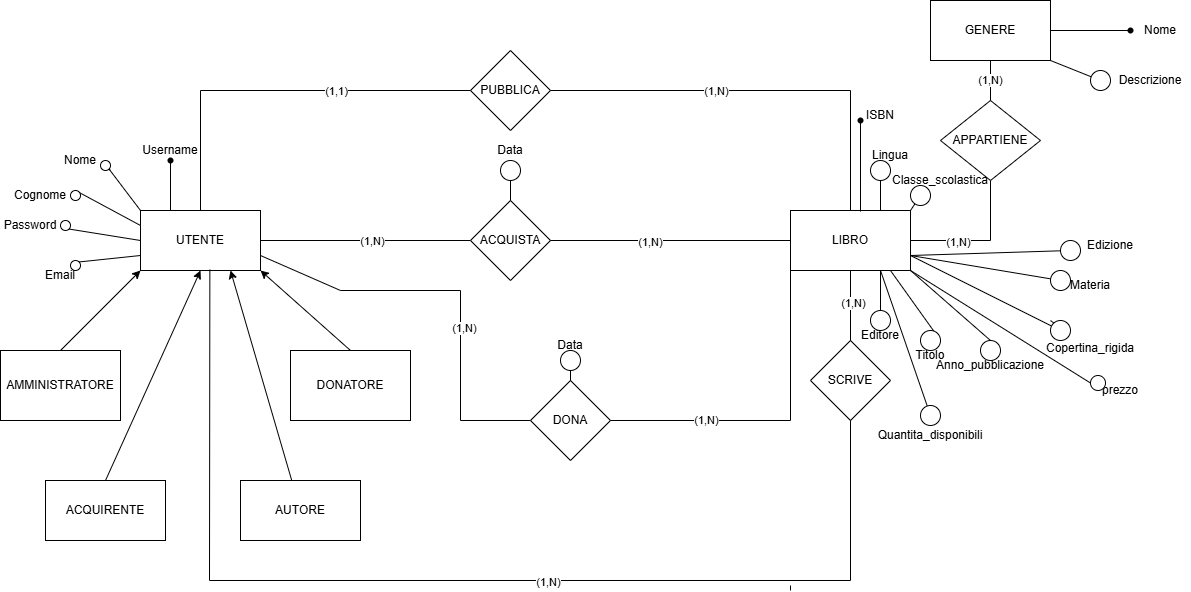 GENERE
Nome
(1,N)
Descrizione
PUBBLICA
(1,1)
(1,N)
ISBN
APPARTIENE
Username
Data
Lingua
Nome
Classe_scolastica
Cognome
Password
UTENTE
(1,N)
ACQUISTA
(1,N)
LIBRO
(1,N)
Edizione
Email
Materia
(1,N)
(1,N)
Editore
Titolo
Copertina_rigida
Data
Anno_pubblicazione
AMMINISTRATORE
DONATORE
SCRIVE
prezzo
DONA
(1,N)
Quantita_disponibili
ACQUIRENTE
AUTORE
(1,N)